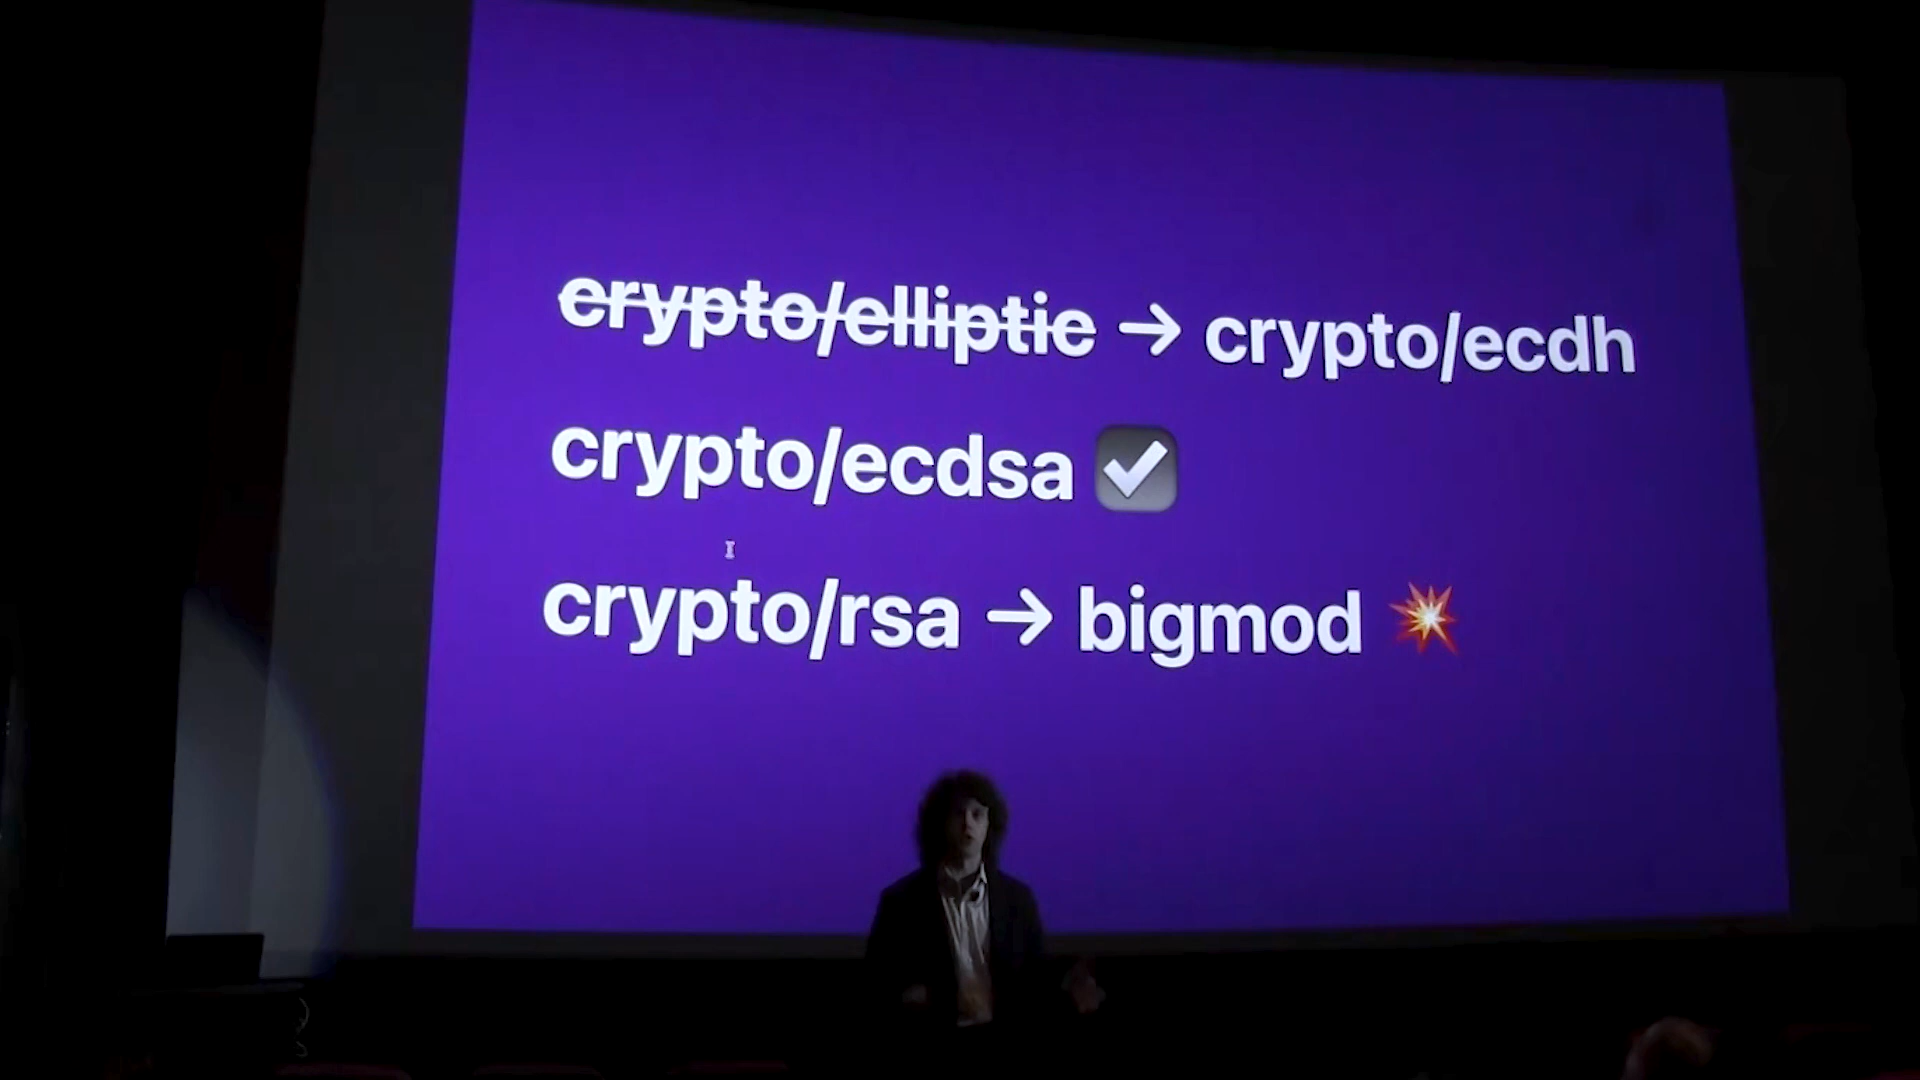 crypto/elliptic → crypto/ecdh
crypto/ecdsa ✔
crypto/rsa → bigmod 💥